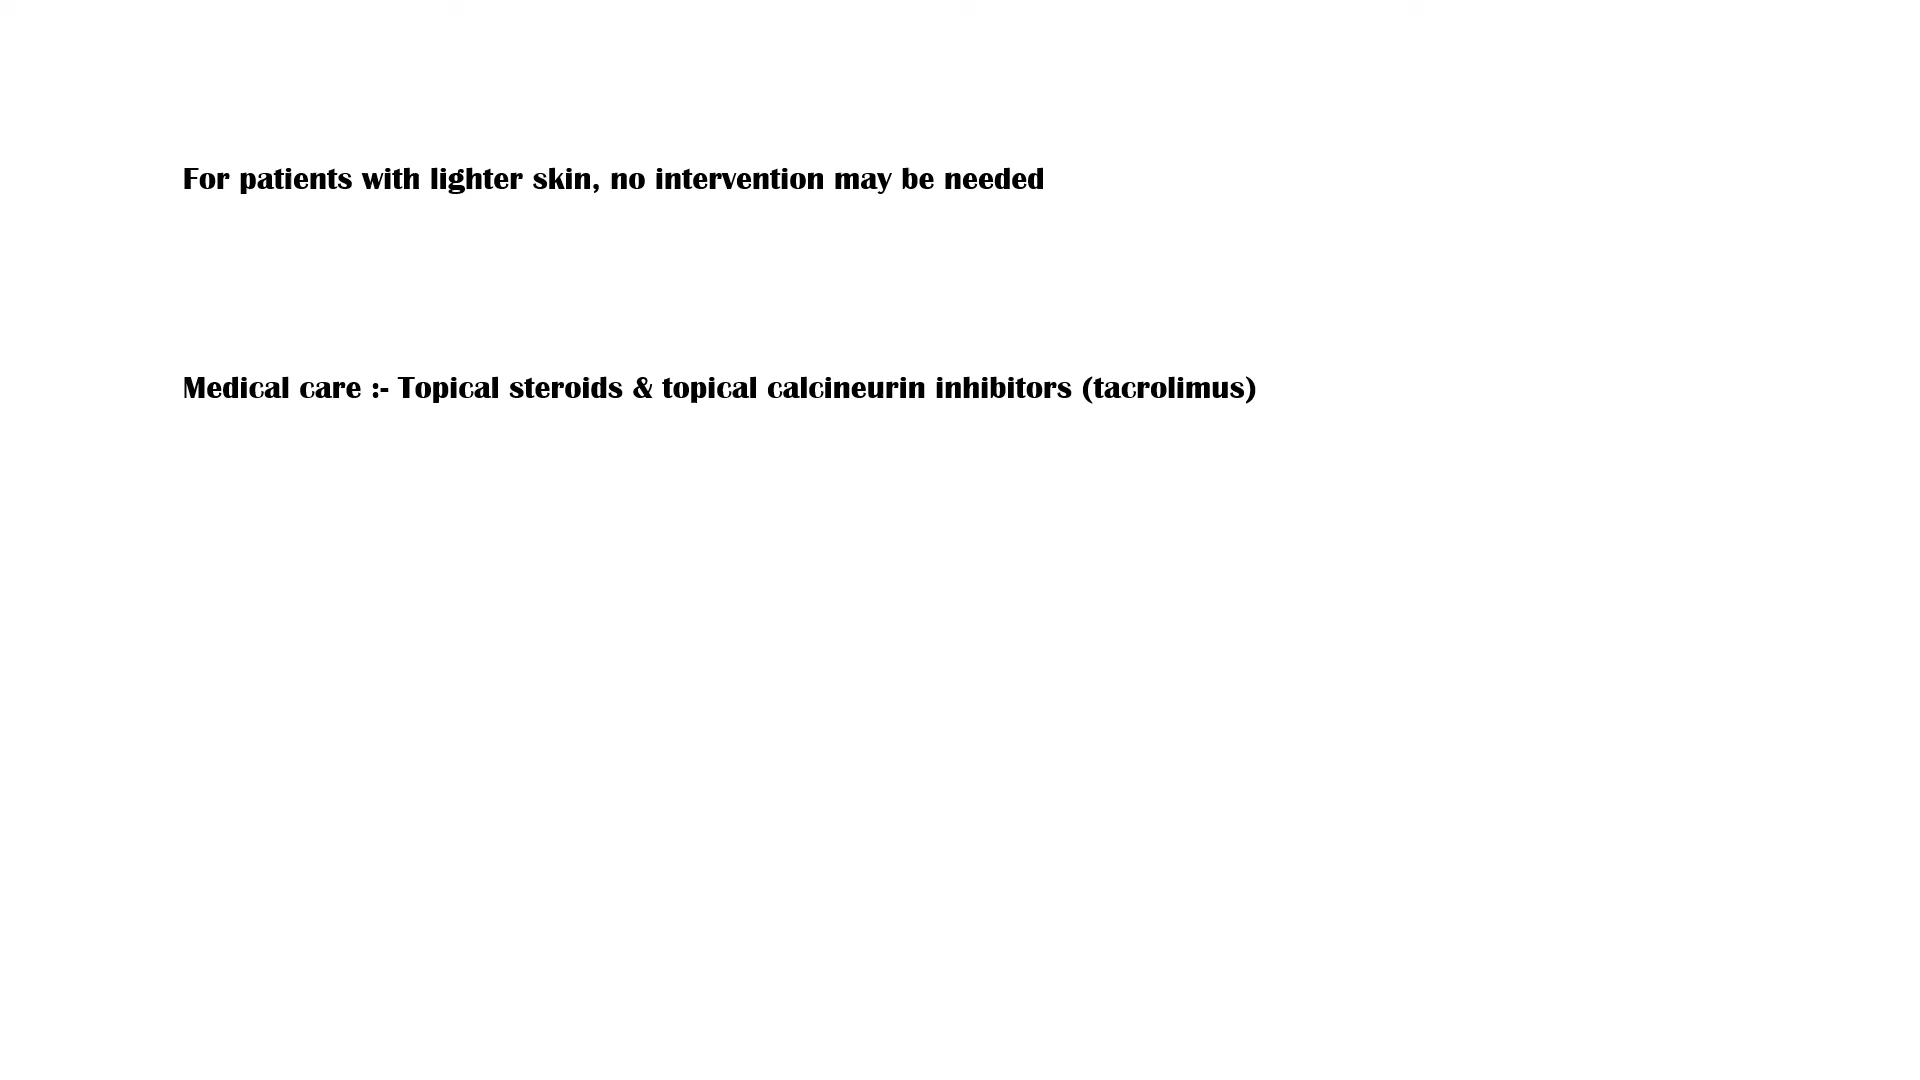 For patients with lighter skin, no intervention may be needed
Medical care :- Topical steroids & topical calcineurin inhibitors (tacrolimus)